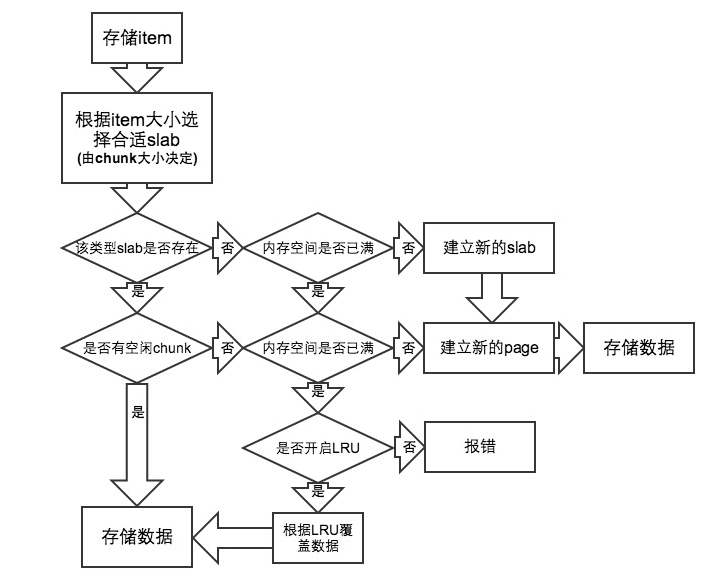 存储item
根据item大小选
择合适slab
(由chunk大小决定)
该类型slab是否存在
否
内存空间是否已满
否
建立新的slab
是
是
是否有空闲chunk
否
内存空间是否已满
否
建立新的page
存储数据
是
是
是否开启LRU
否
报错
是
存储数据
根据LRU覆
盖数据